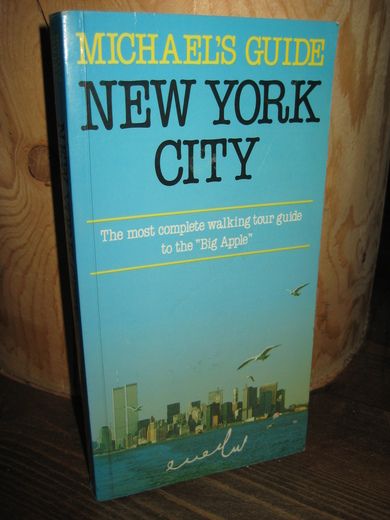 MICHAEL'S GUIDE
NEW YORK
CITY
The most complete walking tour guide
to the "Big Apple"